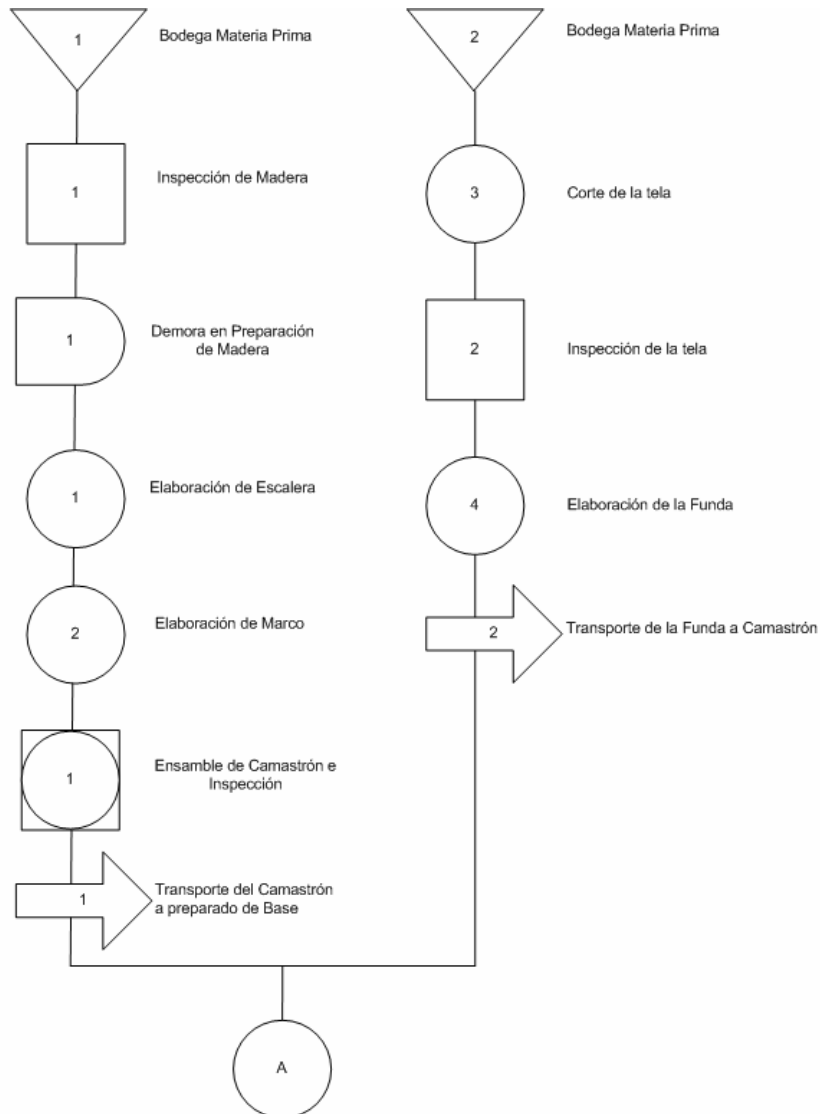 1
Bodega Materia Prima
1
Inspección de Madera
1
Demora en Preparación
de Madera
1
Elaboración de Escalera
2
Elaboración de Marco
1
Ensamble de Camastrón e
Inspección
1
Transporte del Camastrón
a preparado de Base
2
Bodega Materia Prima
3
Corte de la tela
2
Inspección de la tela
4
Elaboración de la Funda
2
Transporte de la Funda a Camastrón
A